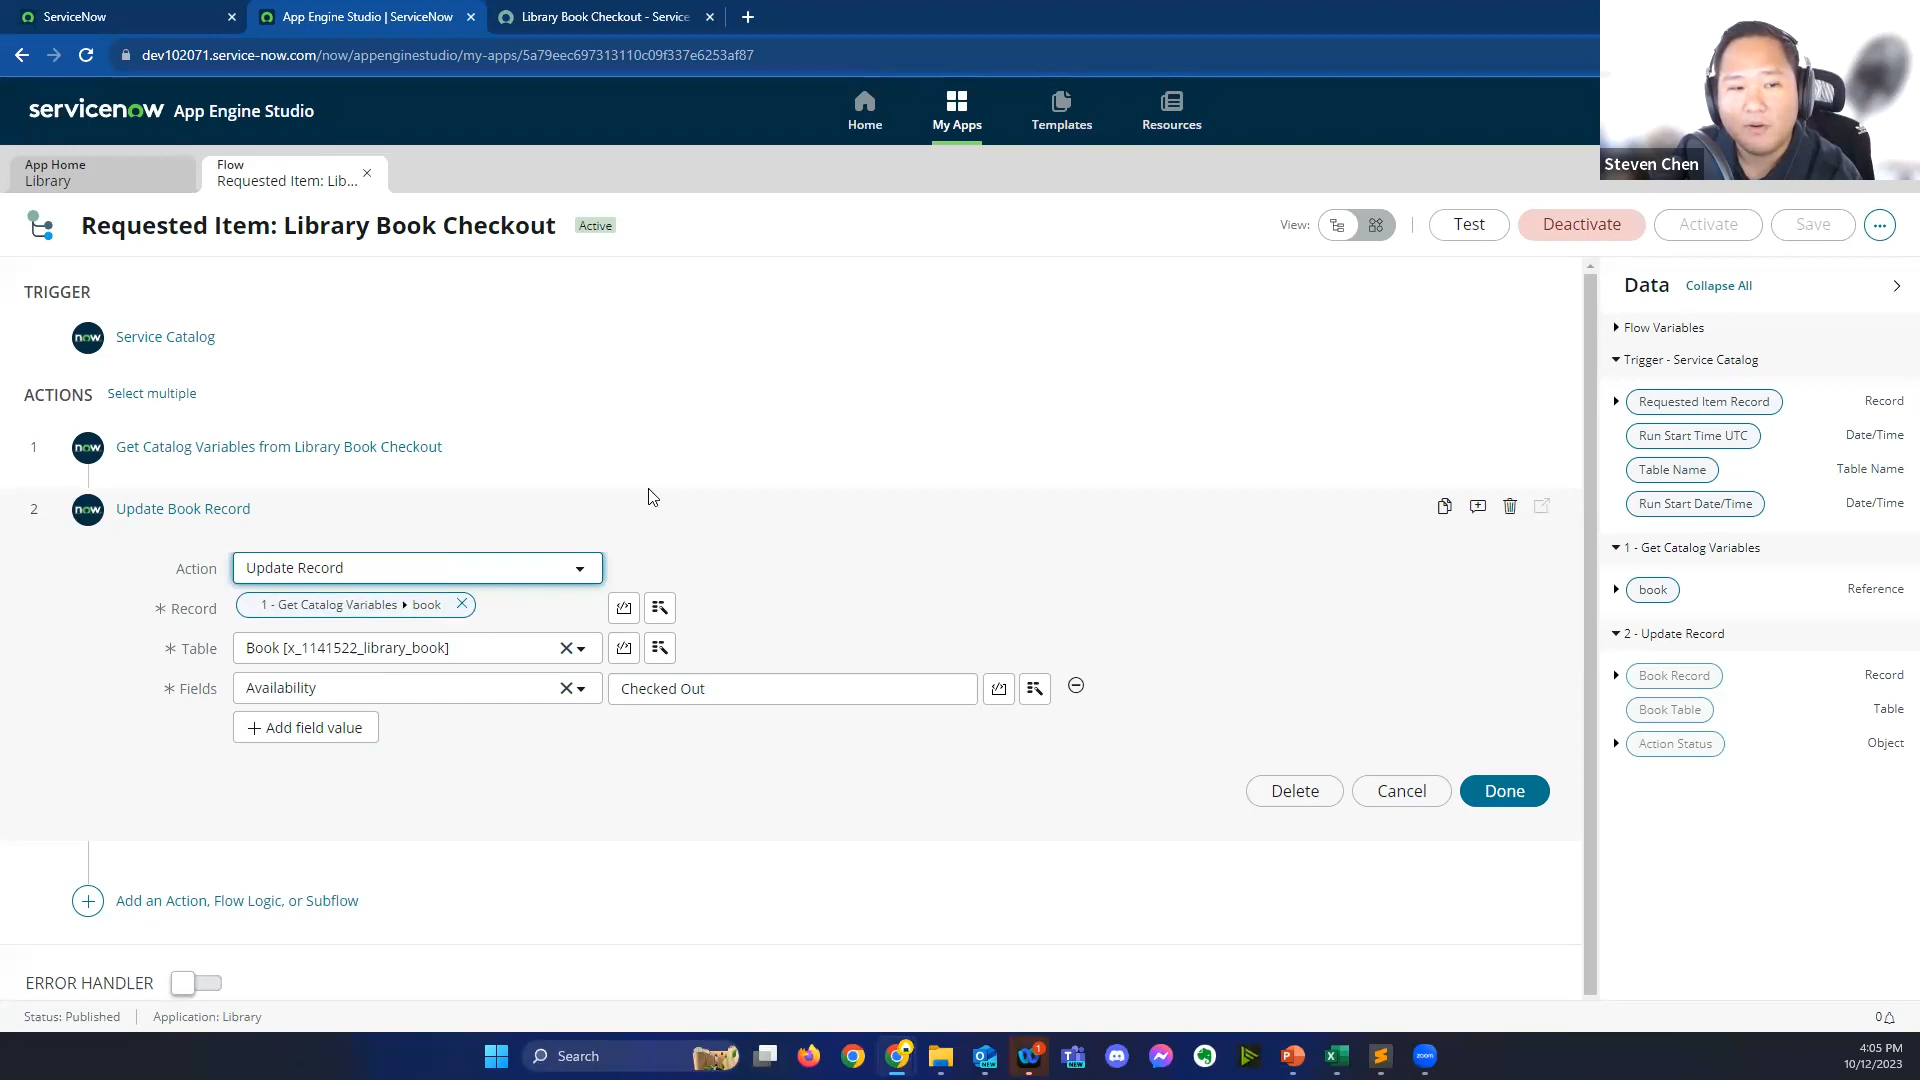 ServiceNow
App Engine Studio | ServiceNow
Library Book Checkout - Service
dev102071.service-now.com/now/appenginestudio/my-apps/5a79eec697313110c09f337e6253af87
servicenow App Engine Studio
Home
My Apps
Templates
Resources
Steven Chen
App Home
Library
Flow
Requested Item: Lib...
Requested Item: Library Book Checkout Active
View:
Test
Deactivate
Activate
Save
TRIGGER
now Service Catalog
ACTIONS Select multiple
1 now Get Catalog Variables from Library Book Checkout
2 now Update Book Record
Action Update Record
* Record 1 - Get Catalog Variables ▸ book
* Table Book [x_1141522_library_book]
* Fields Availability Checked Out
+ Add field value
Delete Cancel Done
Add an Action, Flow Logic, or Subflow
ERROR HANDLER
Status: Published
Application: Library
0
Data Collapse All
Flow Variables
Trigger - Service Catalog
Requested Item Record Record
Run Start Time UTC Date/Time
Table Name Table Name
Run Start Date/Time Date/Time
1 - Get Catalog Variables
book Reference
2 - Update Record
Book Record Record
Book Table Table
Action Status Object
Search
1
NEW
NEW
zoom
4:05 PM
10/12/2023